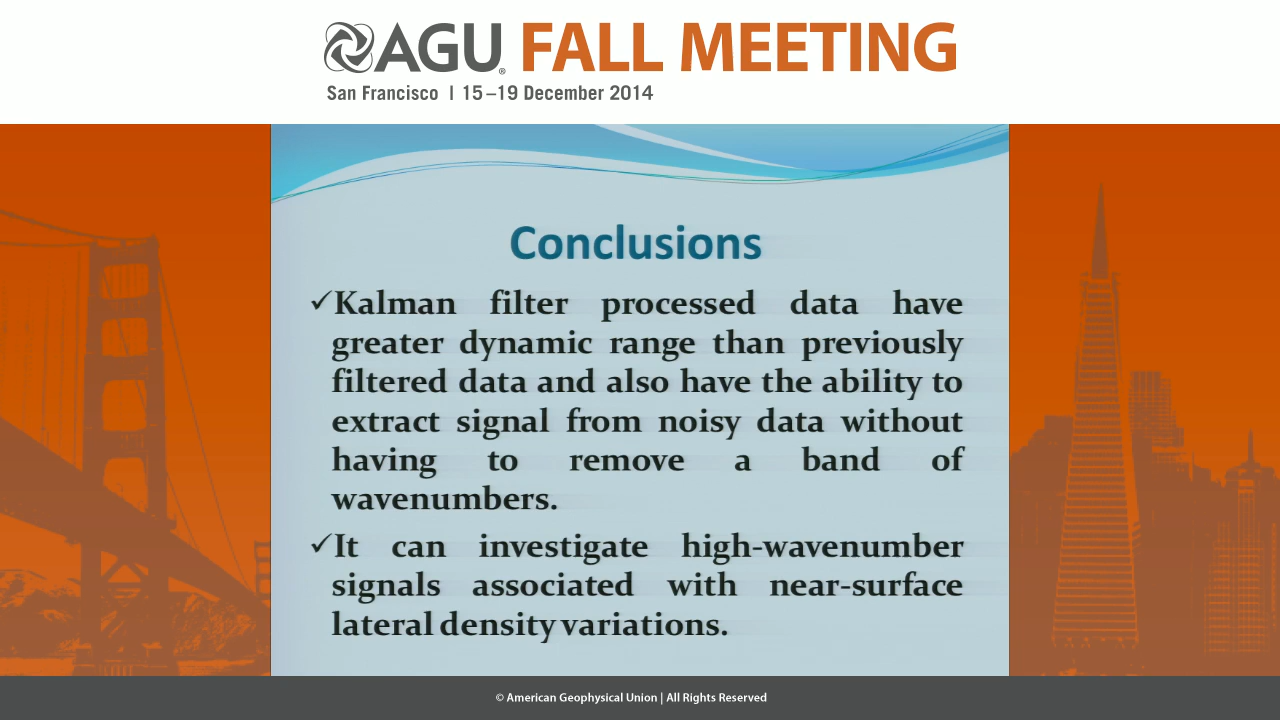 AGU® FALL MEETING
San Francisco | 15–19 December 2014
Conclusions
✓Kalman filter processed data have
greater dynamic range than previously
filtered data and also have the ability to
extract signal from noisy data without
having to remove a band of
wavenumbers.
✓It can investigate high-wavenumber
signals associated with near-surface
lateral density variations.
© American Geophysical Union | All Rights Reserved